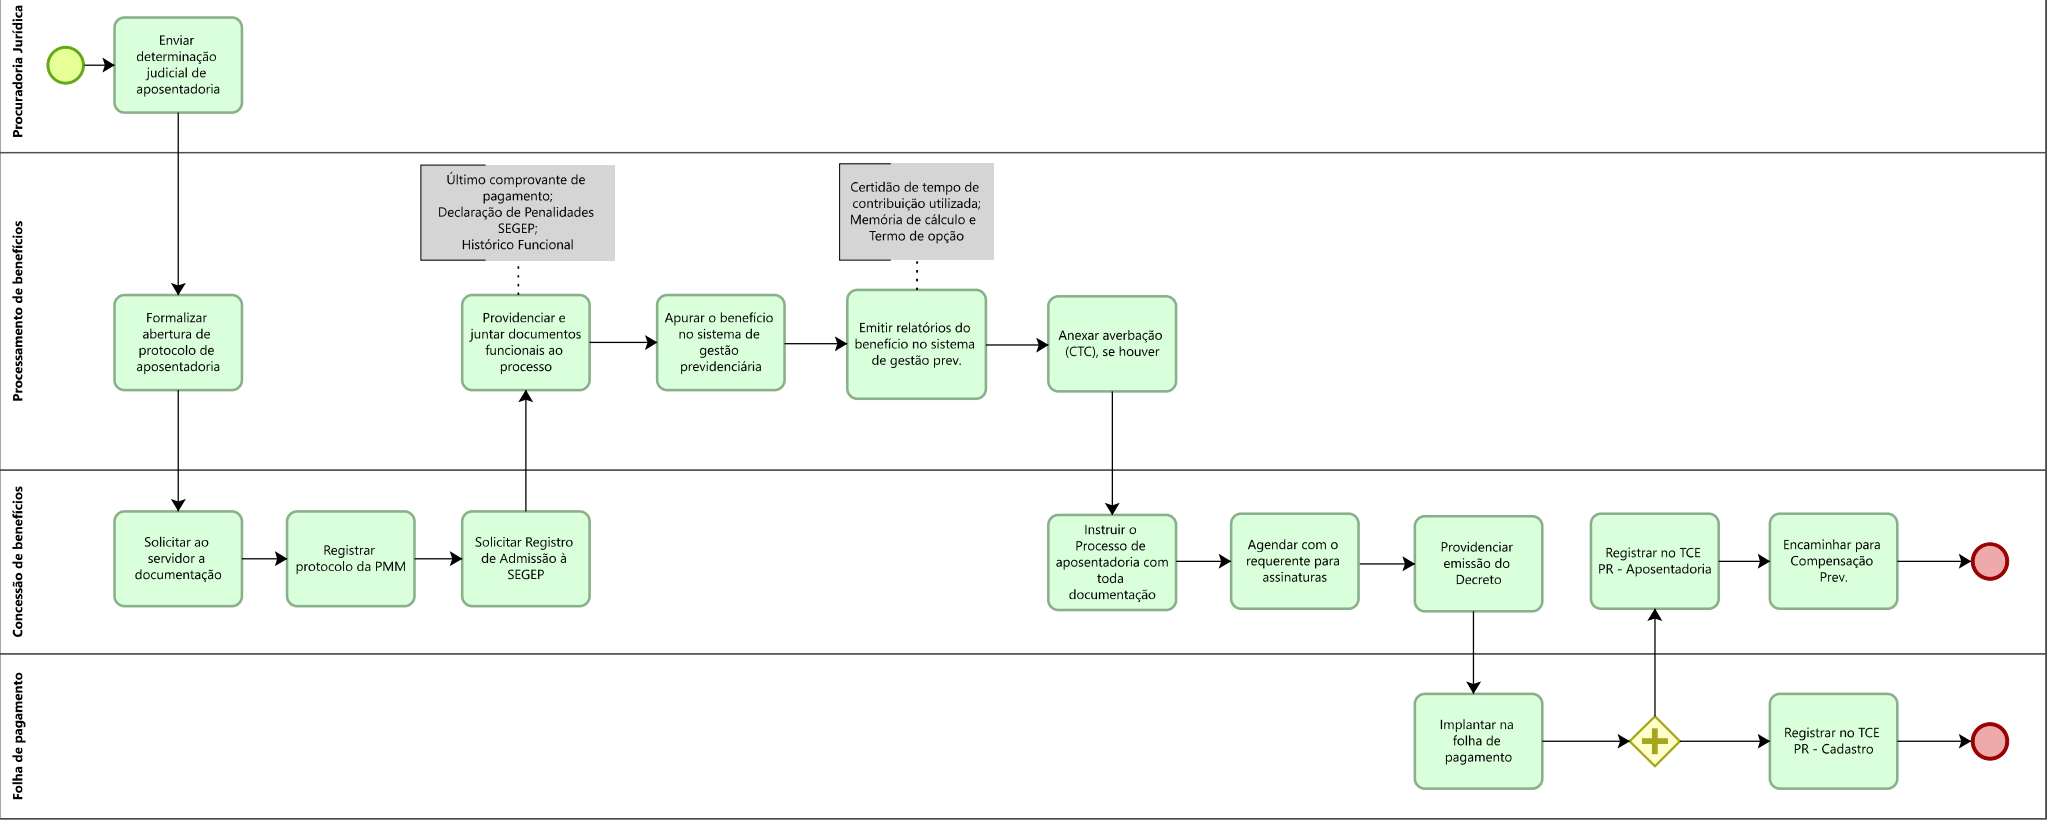 Procuradoria Jurídica
Enviar
determinação
judicial de
aposentadoria
Processamento de benefícios
Último comprovante de
pagamento;
Declaração de Penalidades
SEGEP;
Histórico Funcional
Certidão de tempo de
contribuição utilizada;
Memória de cálculo e
Termo de opção
Formalizar
abertura de
protocolo de
aposentadoria
Providenciar e
juntar documentos
funcionais ao
processo
Apurar o benefício
no sistema de
gestão
previdenciária
Emitir relatórios do
benefício no sistema
de gestão prev.
Anexar averbação
(CTC), se houver
Concessão de benefícios
Solicitar ao
servidor a
documentação
Registrar
protocolo da PMM
Solicitar Registro
de Admissão à
SEGEP
Instruir o
Processo de
aposentadoria com
toda
documentação
Agendar com o
requerente para
assinaturas
Providenciar
emissão do
Decreto
Registrar no TCE
PR - Aposentadoria
Encaminhar para
Compensação
Prev.
Folha de pagamento
Implantar na
folha de
pagamento
Registrar no TCE
PR - Cadastro